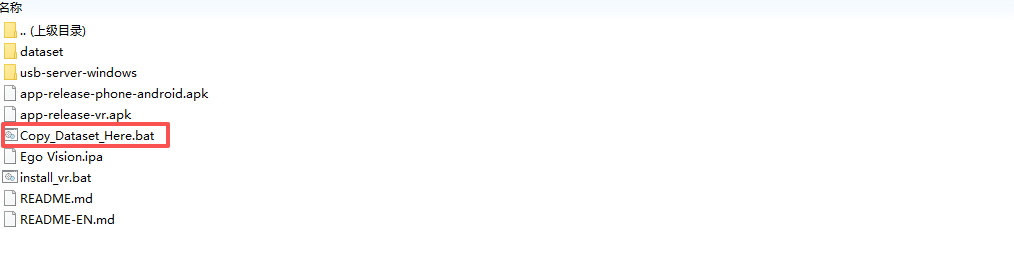 名称
.. (上级目录)
dataset
usb-server-windows
app-release-phone-android.apk
app-release-vr.apk
Copy_Dataset_Here.bat
Ego Vision.ipa
install_vr.bat
README.md
README-EN.md